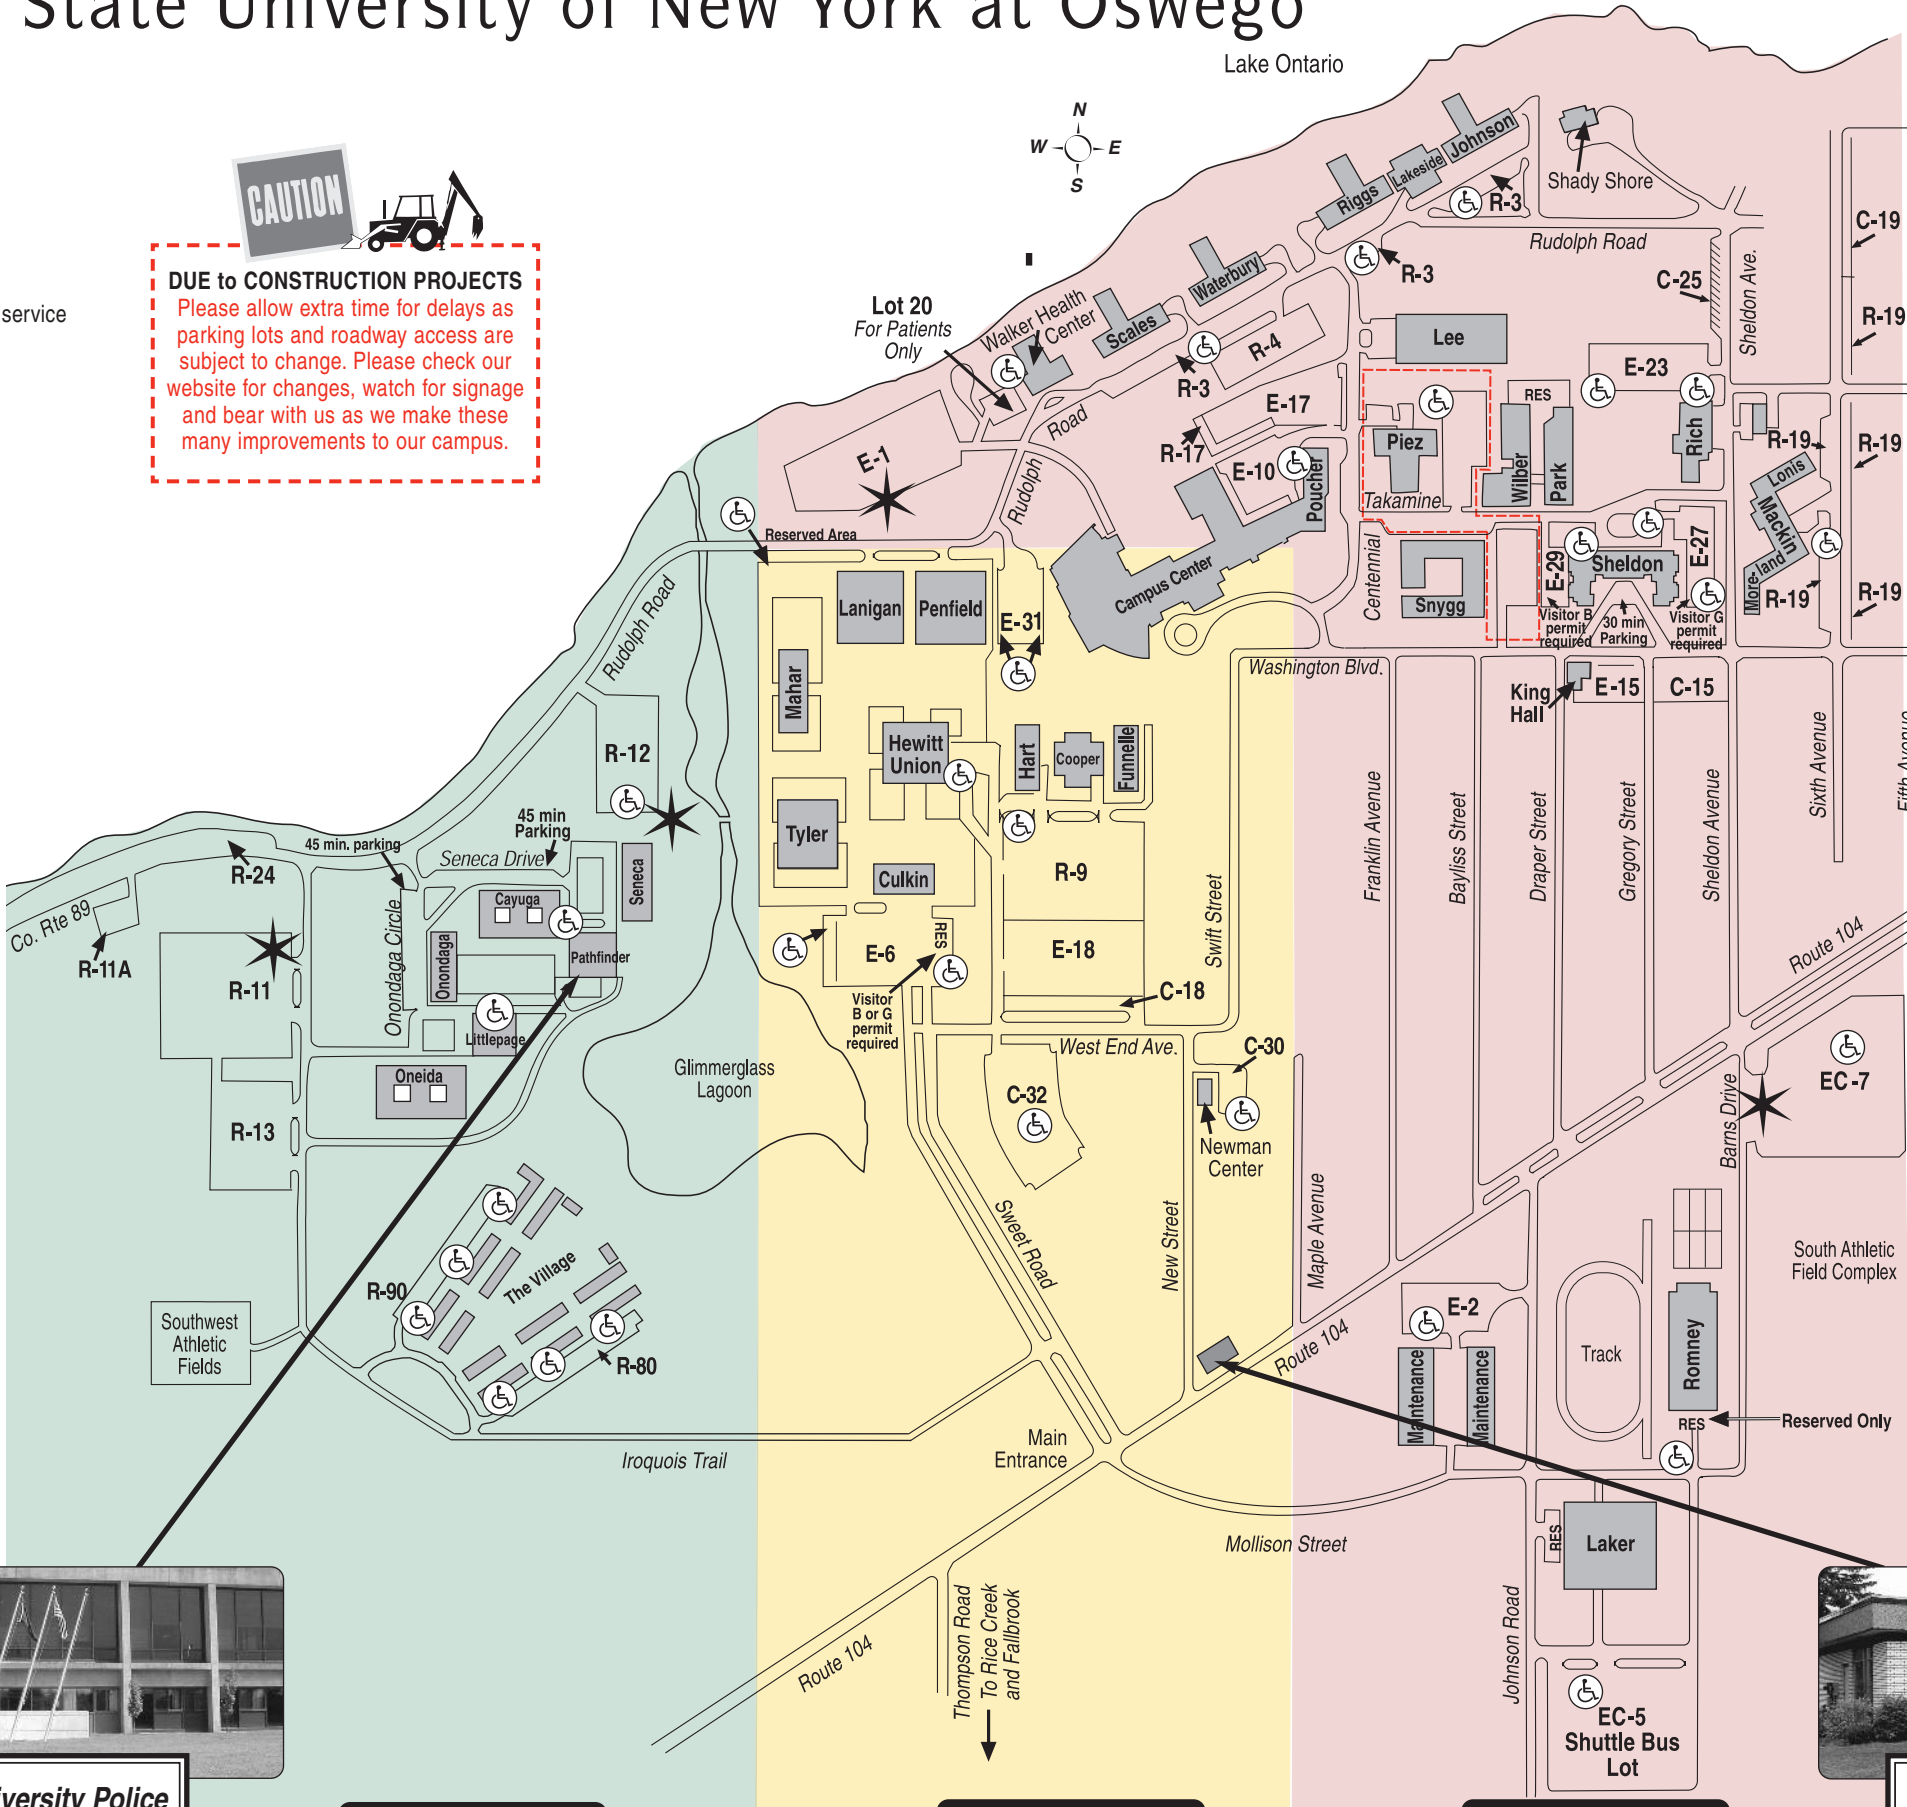 State University of New York at Oswego
Lake Ontario
N
W
E
S
CAUTION
DUE to CONSTRUCTION PROJECTS
Please allow extra time for delays as
parking lots and roadway access are
subject to change. Please check our
website for changes, watch for signage
and bear with us as we make these
many improvements to our campus.
service
Johnson
Lakeside
Riggs
R-3
Shady Shore
Rudolph Road
R-3
C-19
C-25
Sheldon Ave.
R-19
Waterbury
Lot 20
For Patients
Only
Walker Health
Center
Scales
R-4
R-3
Lee
E-23
RES
E-17
R-17
E-10
Road
Rudolph
E-1
Poucher
Piez
Takamine
Wilber
Park
Rich
R-19
R-19
Lonis
Mackin
More-land
Reserved Area
Lanigan
Penfield
E-31
Campus Center
Centennial
Snygg
E-29
Sheldon
E-27
Visitor B
permit
required
30 min
Parking
Visitor G
permit
required
R-19
R-19
Washington Blvd.
King
Hall
E-15
C-15
Rudolph Road
Mahar
R-12
Hewitt
Union
Hart
Cooper
Funnelle
Tyler
Culkin
R-9
Swift Street
Franklin Avenue
Bayliss Street
Draper Street
Gregory Street
Sheldon Avenue
Sixth Avenue
Fifth Avenue
45 min
Parking
45 min. parking
Seneca Drive
R-24
Seneca
Cayuga
Co. Rte 89
R-11A
R-11
Onondaga Circle
Onondaga
Pathfinder
Littlepage
Oneida
R-13
E-6
RES
Visitor
B or G
permit
required
E-18
C-18
West End Ave.
C-30
C-32
Newman
Center
Glimmerglass
Lagoon
Route 104
EC-7
Barns Drive
The Village
R-90
R-80
Southwest
Athletic
Fields
Sweet Road
New Street
Maple Avenue
Route 104
E-2
Maintenance
Maintenance
Track
Romney
RES
Reserved Only
South Athletic
Field Complex
Iroquois Trail
Main
Entrance
Mollison Street
RES
Laker
Route 104
Thompson Road
To Rice Creek
and Fallbrook
Johnson Road
EC-5
Shuttle Bus
Lot
versity Police